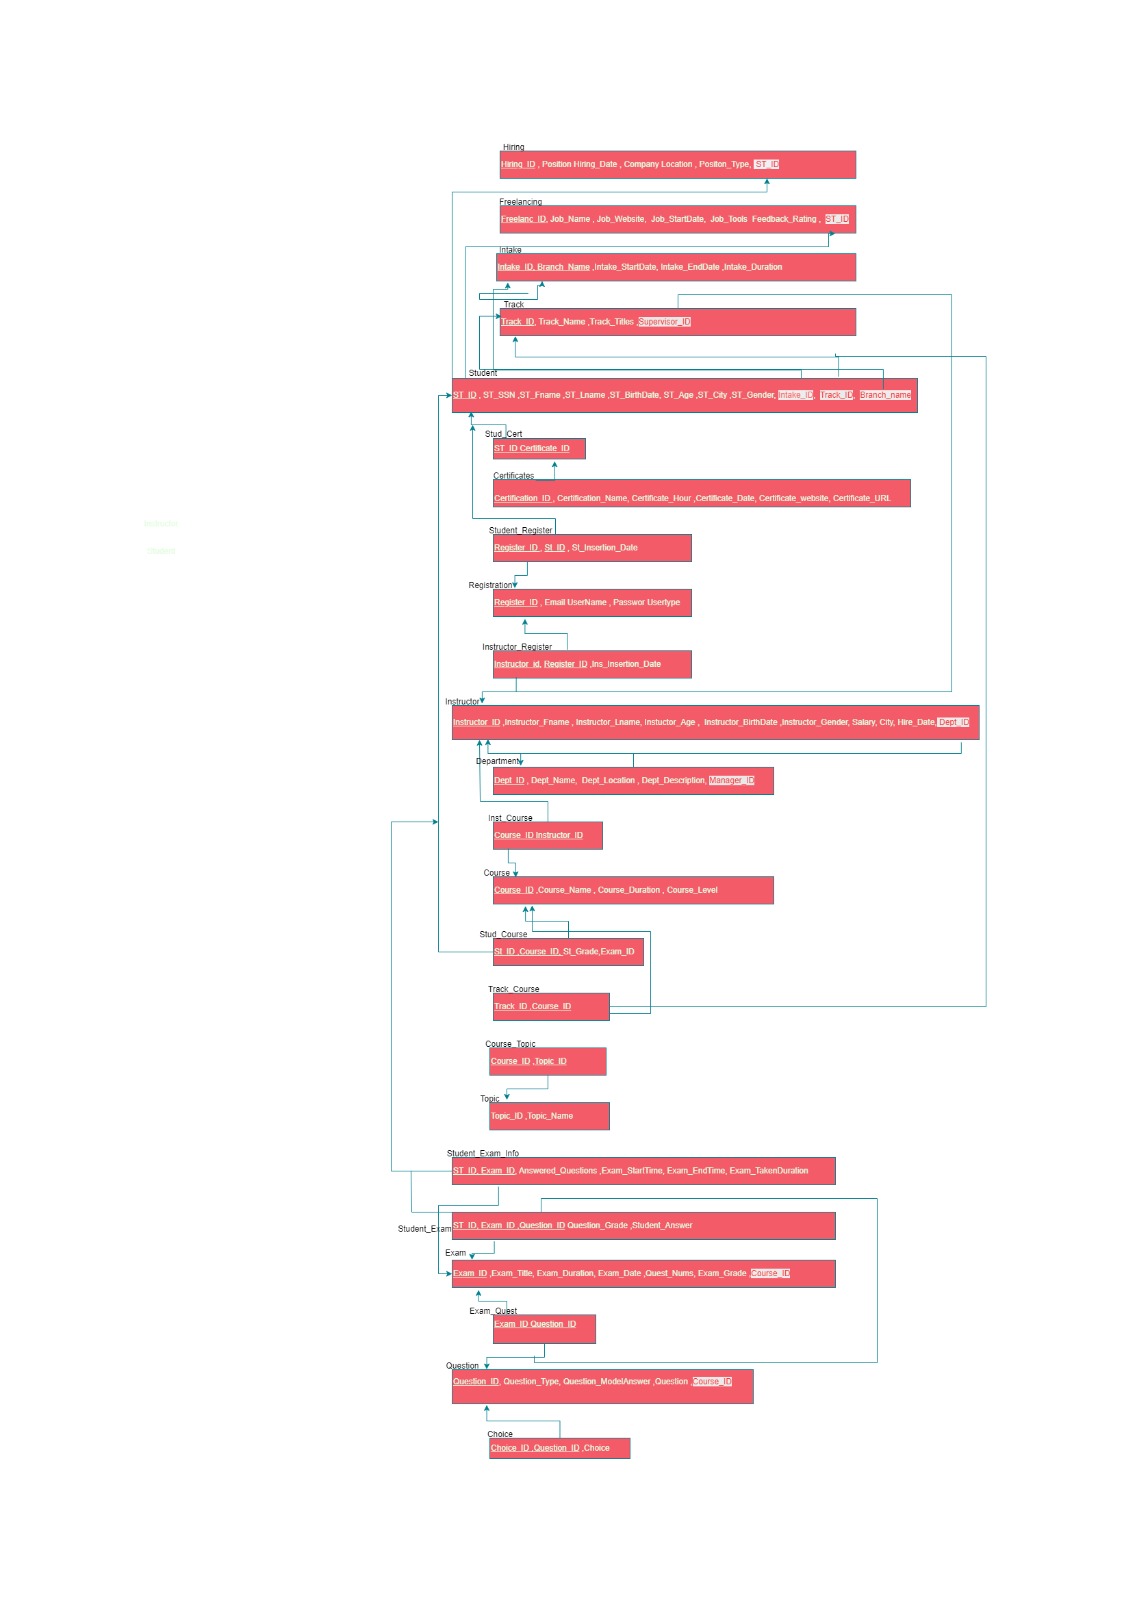 Hiring
Hiring_ID , Position Hiring_Date , Company Location , Positon_Type, ST_ID
Freelancing
Freelanc_ID, Job_Name , Job_Website, Job_StartDate, Job_Tools Feedback_Rating , ST_ID
Intake
Intake_ID, Branch_Name ,Intake_StartDate, Intake_EndDate ,Intake_Duration
Track
Track_ID, Track_Name ,Track_Titles ,Supervisor_ID
Student
ST_ID , ST_SSN ,ST_Fname ,ST_Lname ,ST_BirthDate, ST_Age ,ST_City ,ST_Gender, Intake_ID, Track_ID, Branch_name
Stud_Cert
ST_ID Certificate_ID
Certificates
Certification_ID , Certification_Name, Certificate_Hour ,Certificate_Date, Certificate_website, Certificate_URL
Student_Register
Register_ID , St_ID , St_Insertion_Date
Registration
Register_ID , Email UserName , Passwor Usertype
Instructor_Register
Instructor_id, Register_ID ,Ins_Insertion_Date
Instructor
Instructor_ID ,Instructor_Fname , Instructor_Lname, Instuctor_Age , Instructor_BirthDate ,Instructor_Gender, Salary, City, Hire_Date, Dept_ID
Department
Dept_ID , Dept_Name, Dept_Location , Dept_Description, Manager_ID
Inst_Course
Course_ID Instructor_ID
Course
Course_ID ,Course_Name , Course_Duration , Course_Level
Stud_Course
St_ID ,Course_ID, St_Grade,Exam_ID
Track_Course
Track_ID ,Course_ID
Course_Topic
Course_ID ,Topic_ID
Topic
Topic_ID ,Topic_Name
Student_Exam_Info
ST_ID, Exam_ID, Answered_Questions ,Exam_StartTime, Exam_EndTime, Exam_TakenDuration
Student_Exam
ST_ID, Exam_ID ,Question_ID Question_Grade ,Student_Answer
Exam
Exam_ID ,Exam_Title, Exam_Duration, Exam_Date ,Quest_Nums, Exam_Grade ,Course_ID
Exam_Quest
Exam_ID Question_ID
Question
Question_ID, Question_Type, Question_ModelAnswer ,Question ,Course_ID
Choice
Choice_ID ,Question_ID ,Choice